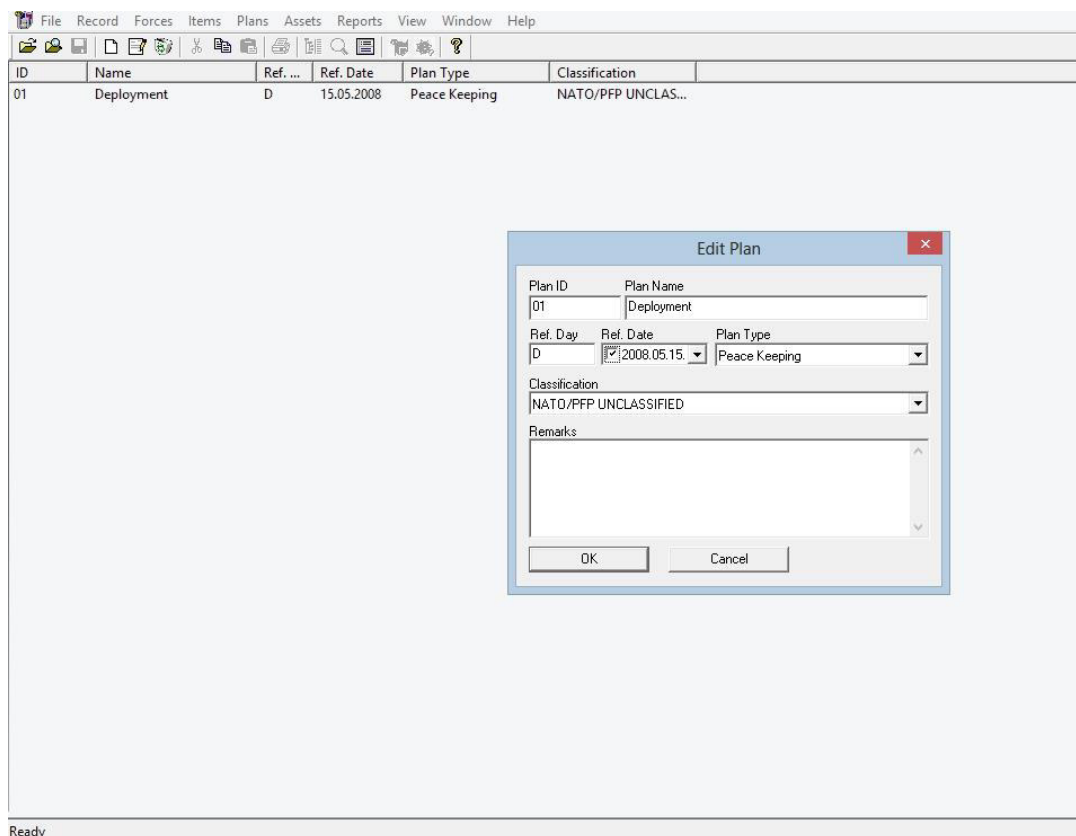 File Record Forces Items Plans Assets Reports View Window Help
ID Name Ref. ... Ref. Date Plan Type Classification
01 Deployment D 15.05.2008 Peace Keeping NATO/PFP UNCLAS...
Edit Plan
Plan ID Plan Name
01 Deployment
Ref. Day Ref. Date Plan Type
D 2008.05.15. Peace Keeping
Classification
NATO/PFP UNCLASSIFIED
Remarks
OK Cancel
Ready